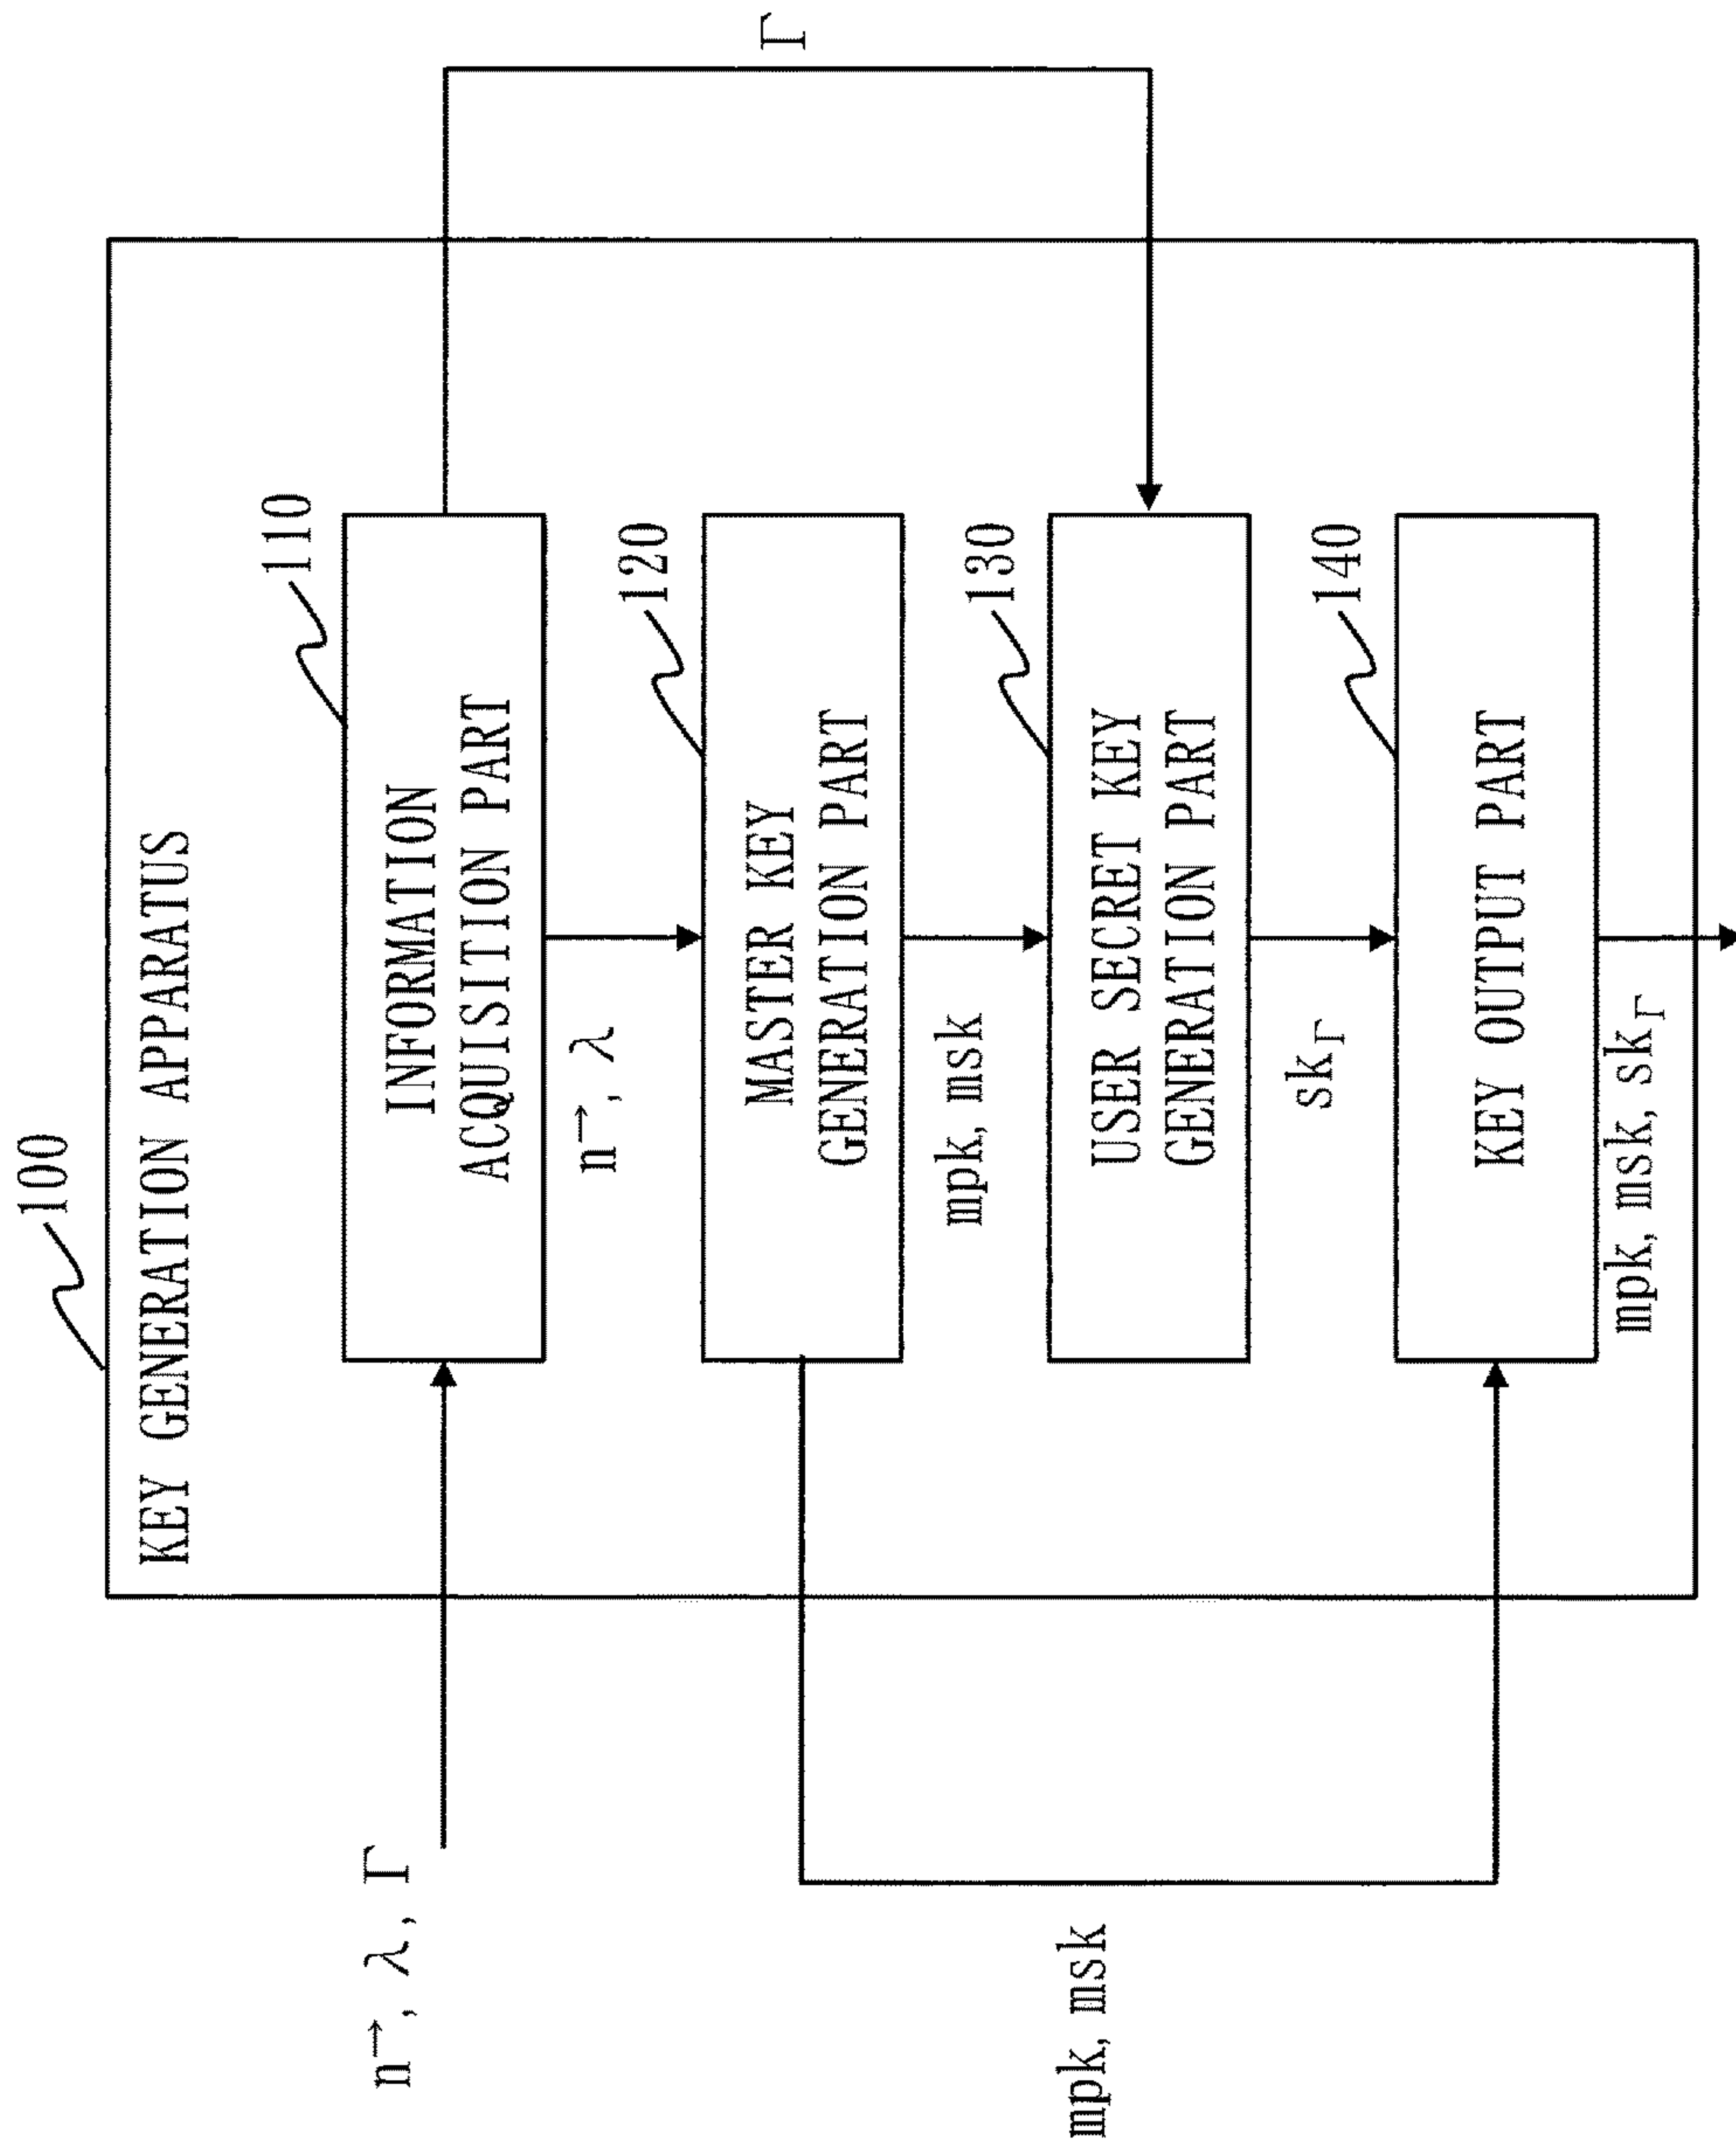 100
KEY GENERATION APPARATUS
110
n→, λ, Γ
INFORMATION
ACQUISITION PART
Γ
n→, λ
120
MASTER KEY
GENERATION PART
mpk, msk
mpk, msk
130
USER SECRET KEY
GENERATION PART
skΓ
140
KEY OUTPUT PART
mpk, msk, skΓ